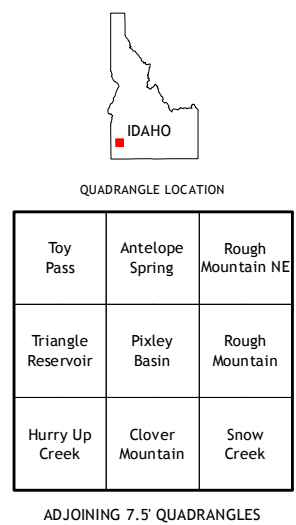 IDAHO
QUADRANGLE LOCATION
Toy
Pass
Antelope
Spring
Rough
Mountain NE
Triangle
Reservoir
Pixley
Basin
Rough
Mountain
Hurry Up
Creek
Clover
Mountain
Snow
Creek
ADJOINING 7.5' QUADRANGLES